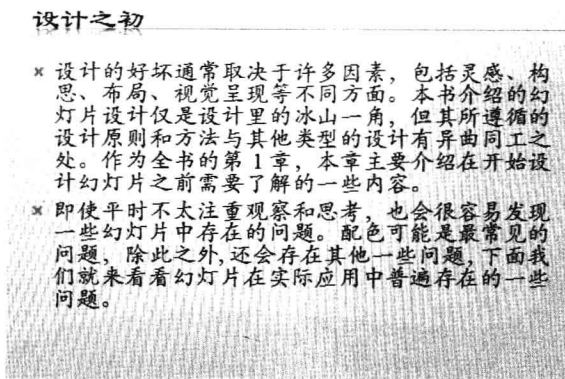 设计之初
× 设计的好坏通常取决于许多因素，包括灵感、构
思、布局、视觉呈现等不同方面。本书介绍的幻
灯片设计仅是设计里的冰山一角，但其所遵循的
设计原则和方法与其他类型的设计有异曲同工之
处。作为全书的第1章，本章主要介绍在开始设
计幻灯片之前需要了解的一些内容。
× 即使平时不太注重观察和思考，也会很容易发现
一些幻灯片中存在的问题。配色可能是最常见的
问题，除此之外,还会存在其他一些问题,下面我
们就来看看幻灯片在实际应用中普遍存在的一些
问题。